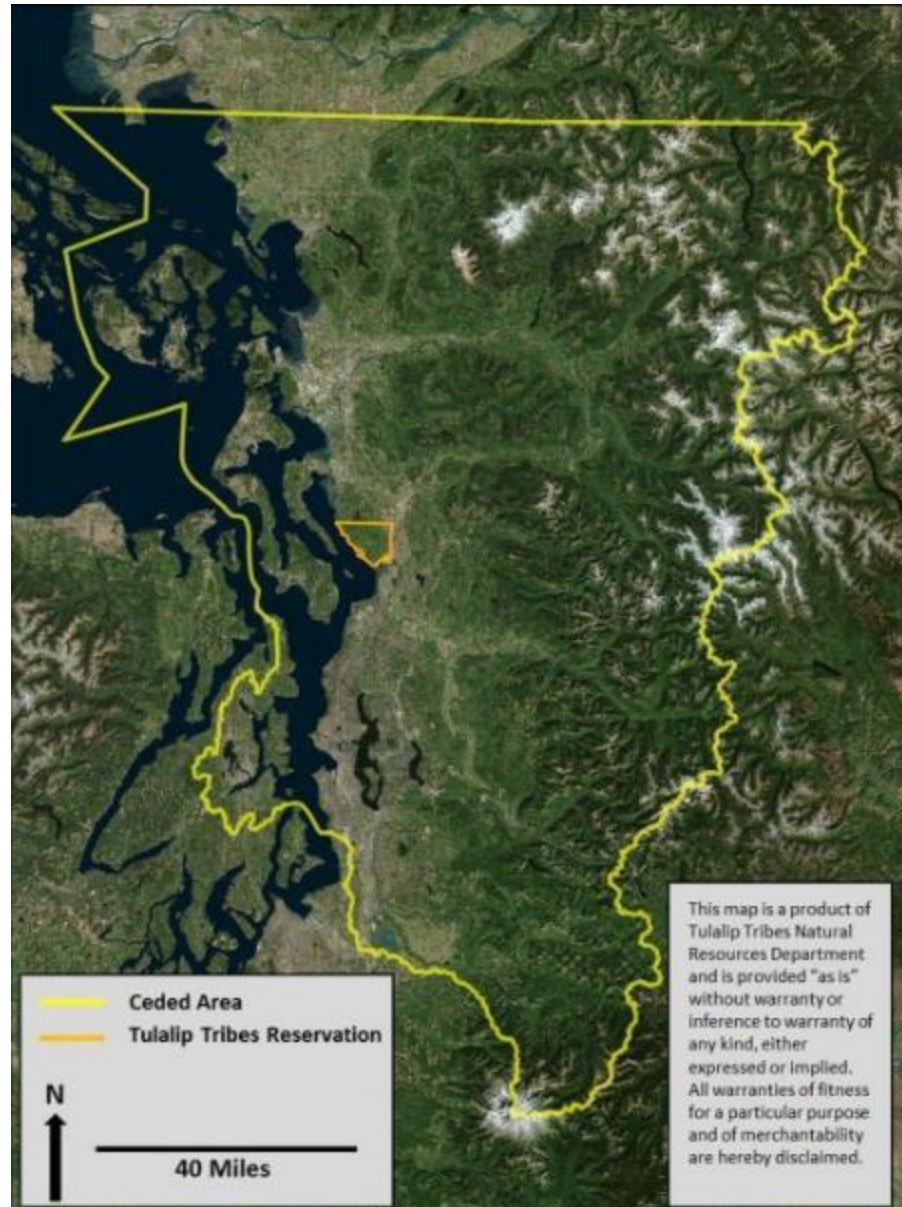 This map is a product of
Tulalip Tribes Natural
Resources Department
and is provided "as is"
without warranty or
inference to warranty of
any kind, either
expressed or implied.
All warranties of fitness
for a particular purpose
and of merchantability
are hereby disclaimed.
Ceded Area
Tulalip Tribes Reservation
N
40 Miles